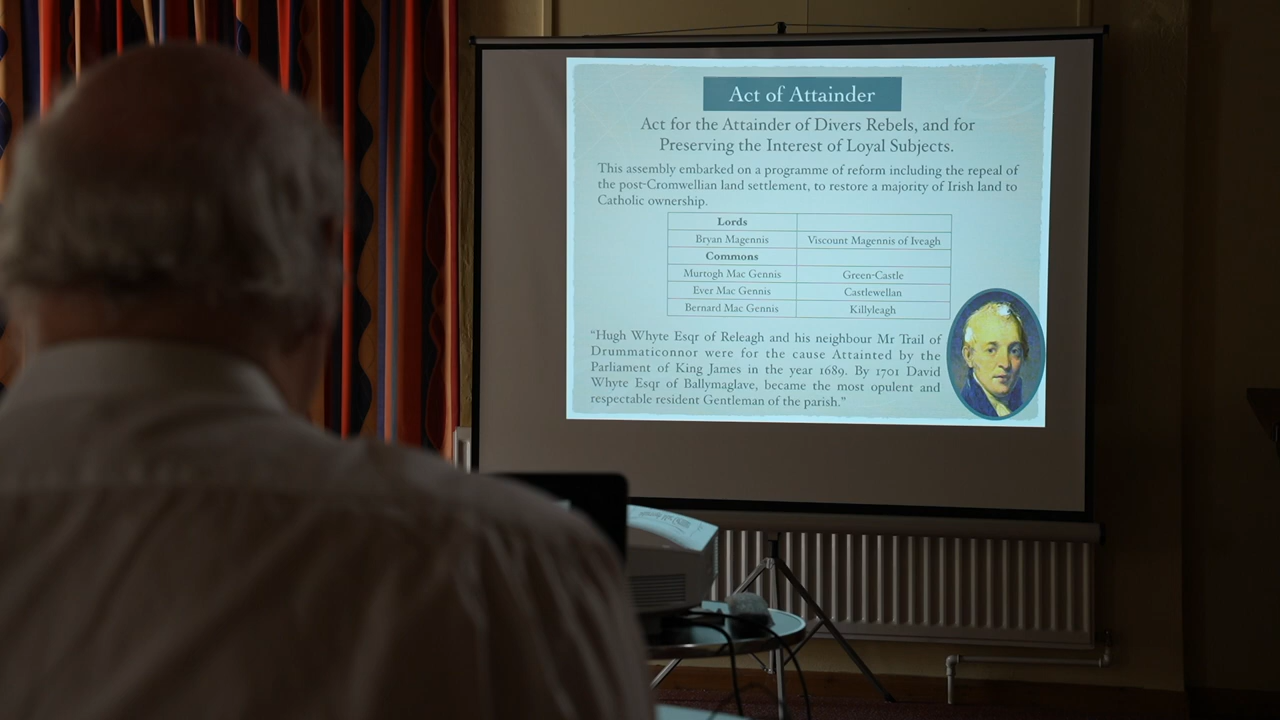 Act of Attainder
Act for the Attainder of Divers Rebels, and for
Preserving the Interest of Loyal Subjects.
This assembly embarked on a programme of reform including the repeal of
the post-Cromwellian land settlement, to restore a majority of Irish land to
Catholic ownership.
Lords
Bryan Magennis Viscount Magennis of Iveagh
Commons
Murtogh Mac Gennis Green-Castle
Ever Mac Gennis Castlewellan
Bernard Mac Gennis Killyleagh
“Hugh Whyte Esqr of Releagh and his neighbour Mr Trail of
Drummaticonnor were for the cause Attainted by the
Parliament of King James in the year 1689. By 1701 David
Whyte Esqr of Ballymaglave, became the most opulent and
respectable resident Gentleman of the parish.”